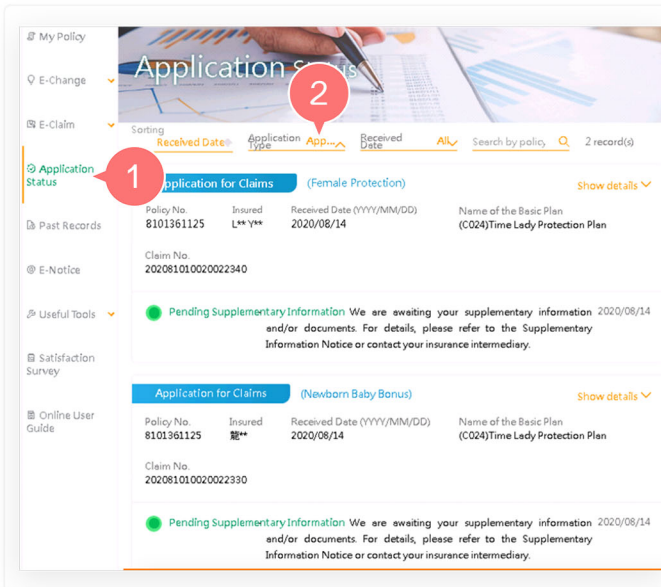 My Policy
E-Change
E-Claim
Application
Status
Past Records
E-Notice
Useful Tools
Satisfaction
Survey
Online User
Guide
1
Application Status
2
Sorting
Received Date
Application
Type
App...
Received
Date
All
Search by policy
2 record(s)
Application for Claims
(Female Protection)
Show details
Policy No.
Insured
Received Date (YYYY/MM/DD)
Name of the Basic Plan
8101361125
L** Y**
2020/08/14
(C024)Time Lady Protection Plan
Claim No.
202081010020022340
Pending Supplementary Information We are awaiting your supplementary information 2020/08/14
and/or documents. For details, please refer to the Supplementary
Information Notice or contact your insurance intermediary.
Application for Claims
(Newborn Baby Bonus)
Show details
Policy No.
Insured
Received Date (YYYY/MM/DD)
Name of the Basic Plan
8101361125
龍**
2020/08/14
(C024)Time Lady Protection Plan
Claim No.
202081010020022330
Pending Supplementary Information We are awaiting your supplementary information 2020/08/14
and/or documents. For details, please refer to the Supplementary
Information Notice or contact your insurance intermediary.